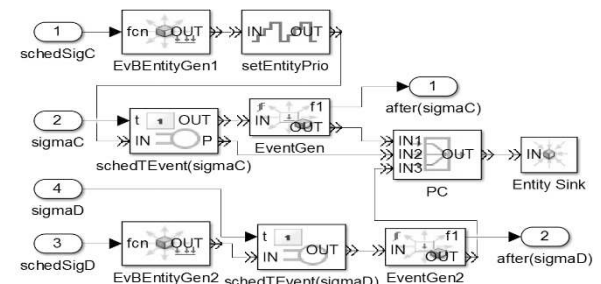 1
schedSigC
fcn OUT
EvBEntityGen1
IN OUT
setEntityPrio
2
sigmaC
t OUT
IN P
schedTEvent(sigmaC)
IN f1
OUT
EventGen
1
after(sigmaC)
IN1
IN2 OUT
IN3
PC
IN
Entity Sink
4
sigmaD
3
schedSigD
fcn OUT
EvBEntityGen2
t
IN OUT
schedTEvent(sigmaD)
IN f1
OUT
EventGen2
2
after(sigmaD)